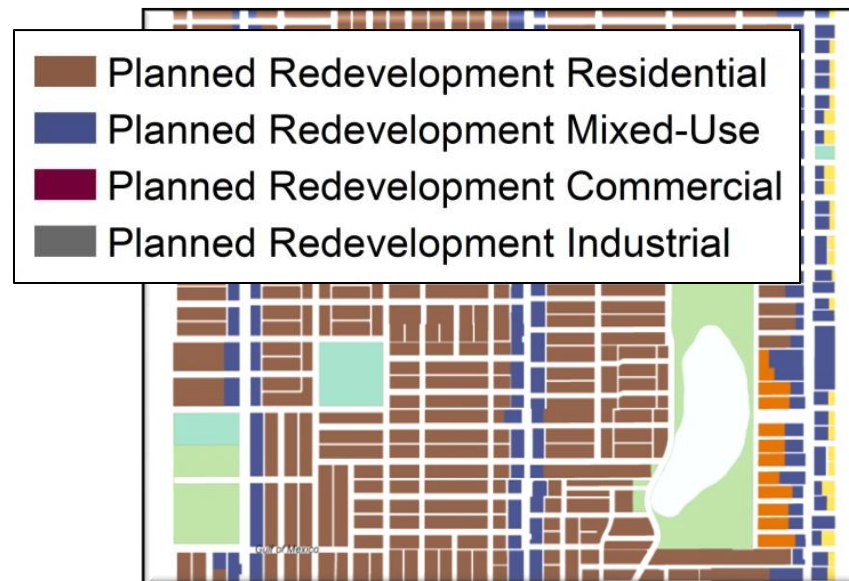 Planned Redevelopment Residential
Planned Redevelopment Mixed-Use
Planned Redevelopment Commercial
Planned Redevelopment Industrial
Gulf of Mexico